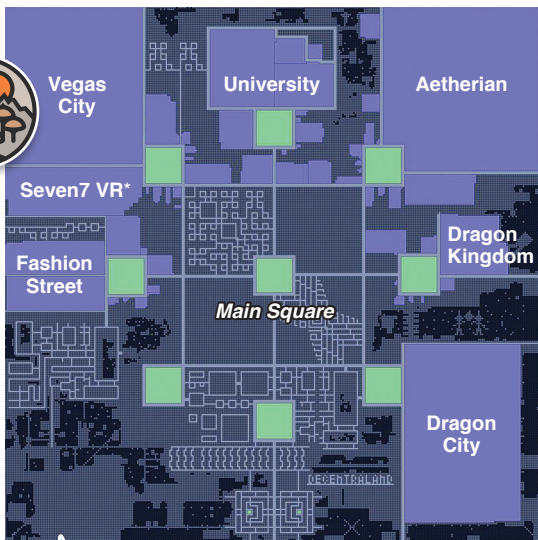 Vegas
City
University
Aetherian
Seven7 VR*
Dragon
Kingdom
Fashion
Street
Main Square
Dragon
City
DECENTRALAND